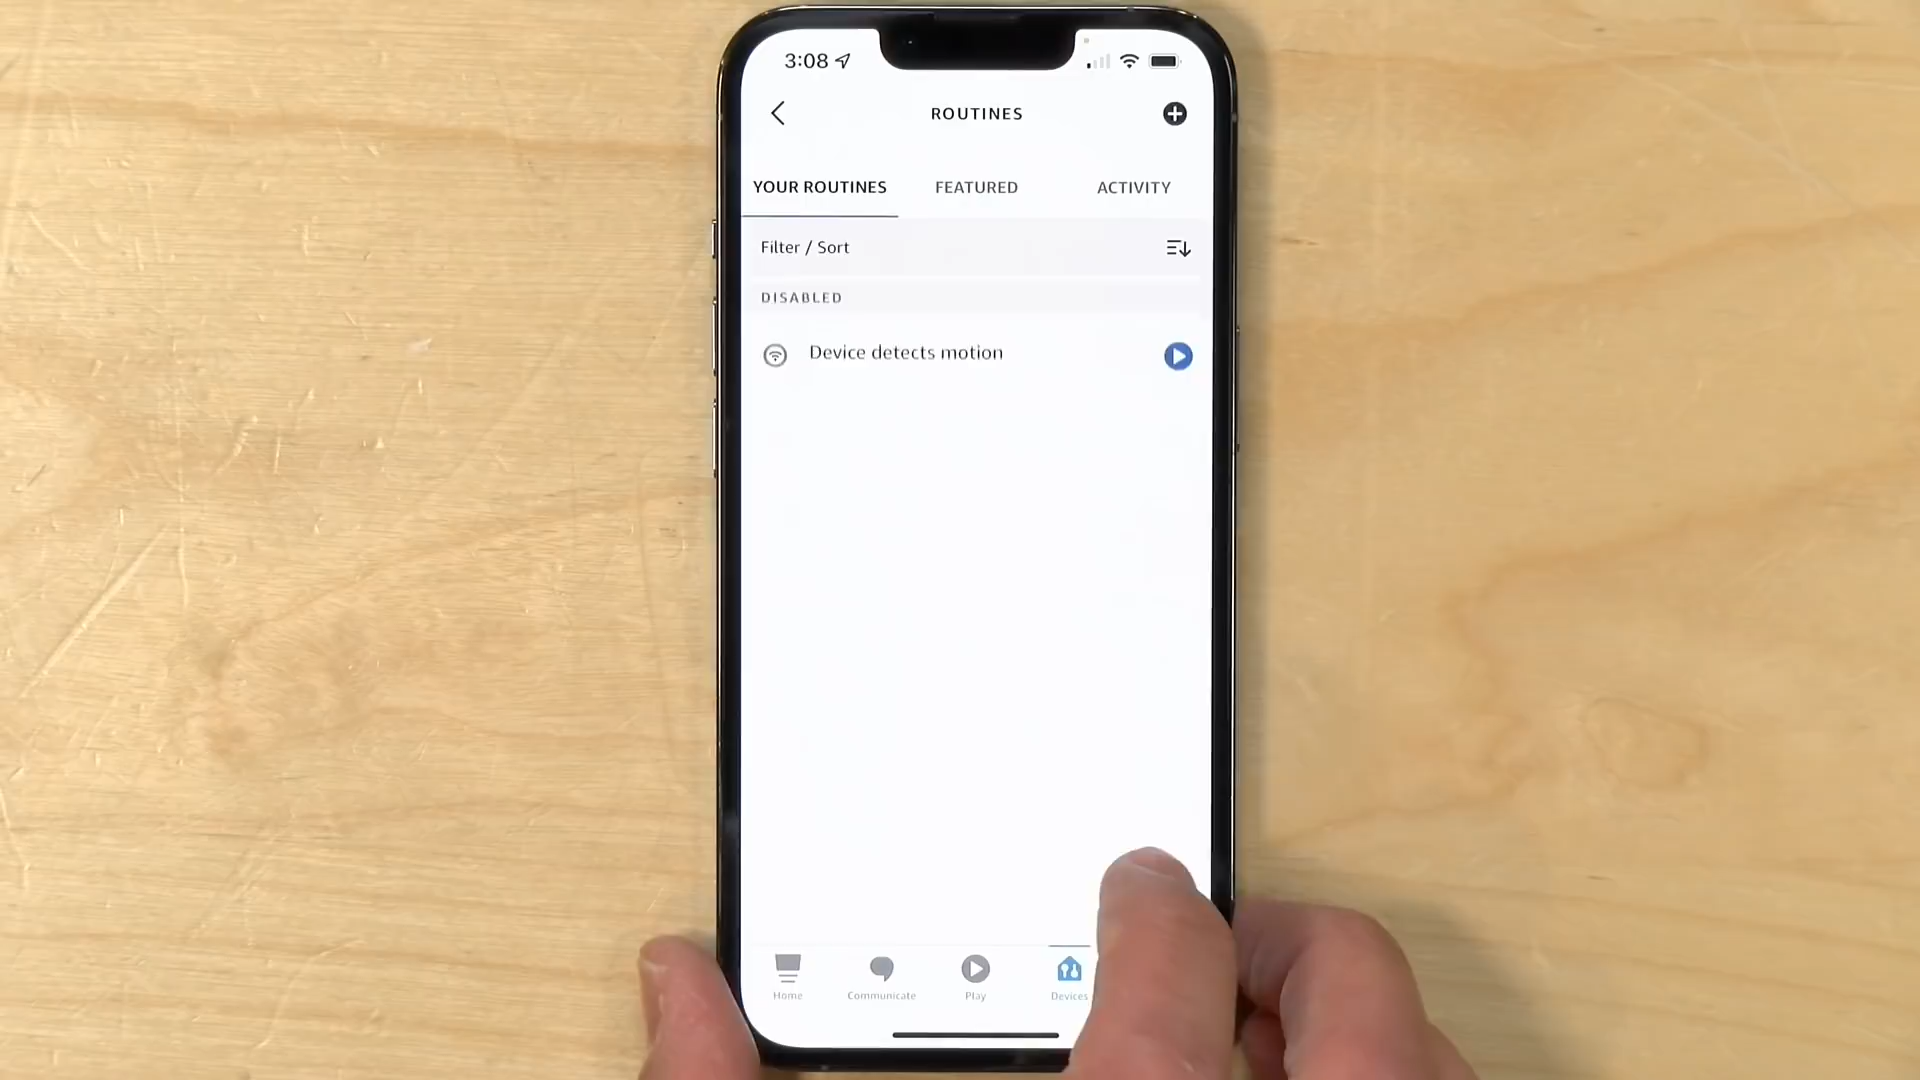 3:08
ROUTINES
YOUR ROUTINES FEATURED ACTIVITY
Filter / Sort
DISABLED
Device detects motion
Home Communicate Play Devices